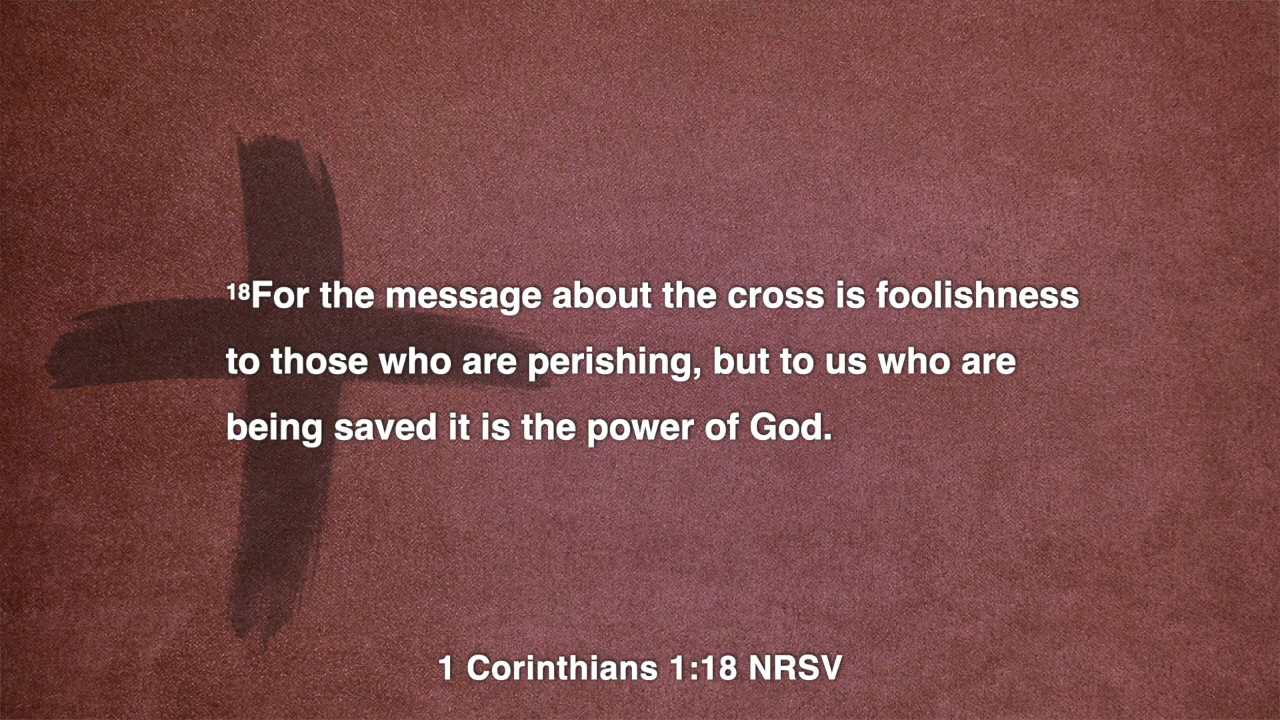 18For the message about the cross is foolishness
to those who are perishing, but to us who are
being saved it is the power of God.
1 Corinthians 1:18 NRSV